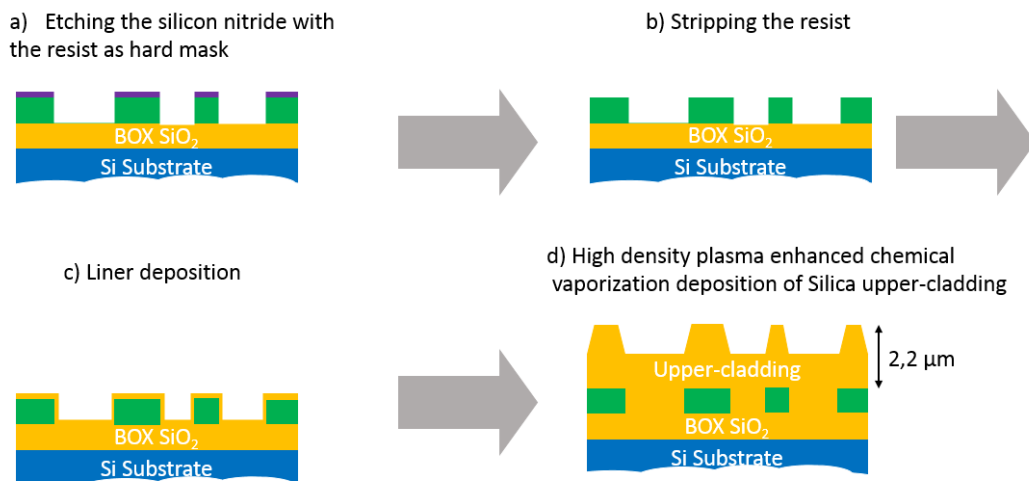 a) Etching the silicon nitride with
the resist as hard mask
BOX SiO₂
Si Substrate
b) Stripping the resist
BOX SiO₂
Si Substrate
c) Liner deposition
BOX SiO₂
Si Substrate
d) High density plasma enhanced chemical
vaporization deposition of Silica upper-cladding
2,2 μm
Upper-cladding
BOX SiO₂
Si Substrate